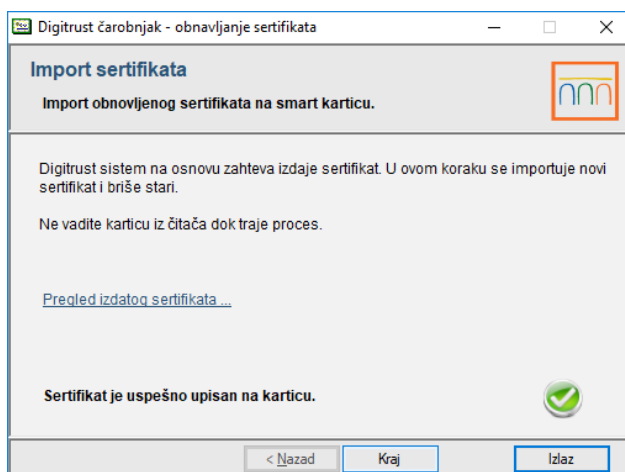 Digitrust čarobnjak - obnavljanje sertifikata
Import sertifikata
Import obnovljenog sertifikata na smart karticu.
Digitrust sistem na osnovu zahteva izdaje sertifikat. U ovom koraku se importuje novi
sertifikat i briše stari.
Ne vadite karticu iz čitača dok traje proces.
Pregled izdatog sertifikata ...
Sertifikat je uspešno upisan na karticu.
< Nazad
Kraj
Izlaz